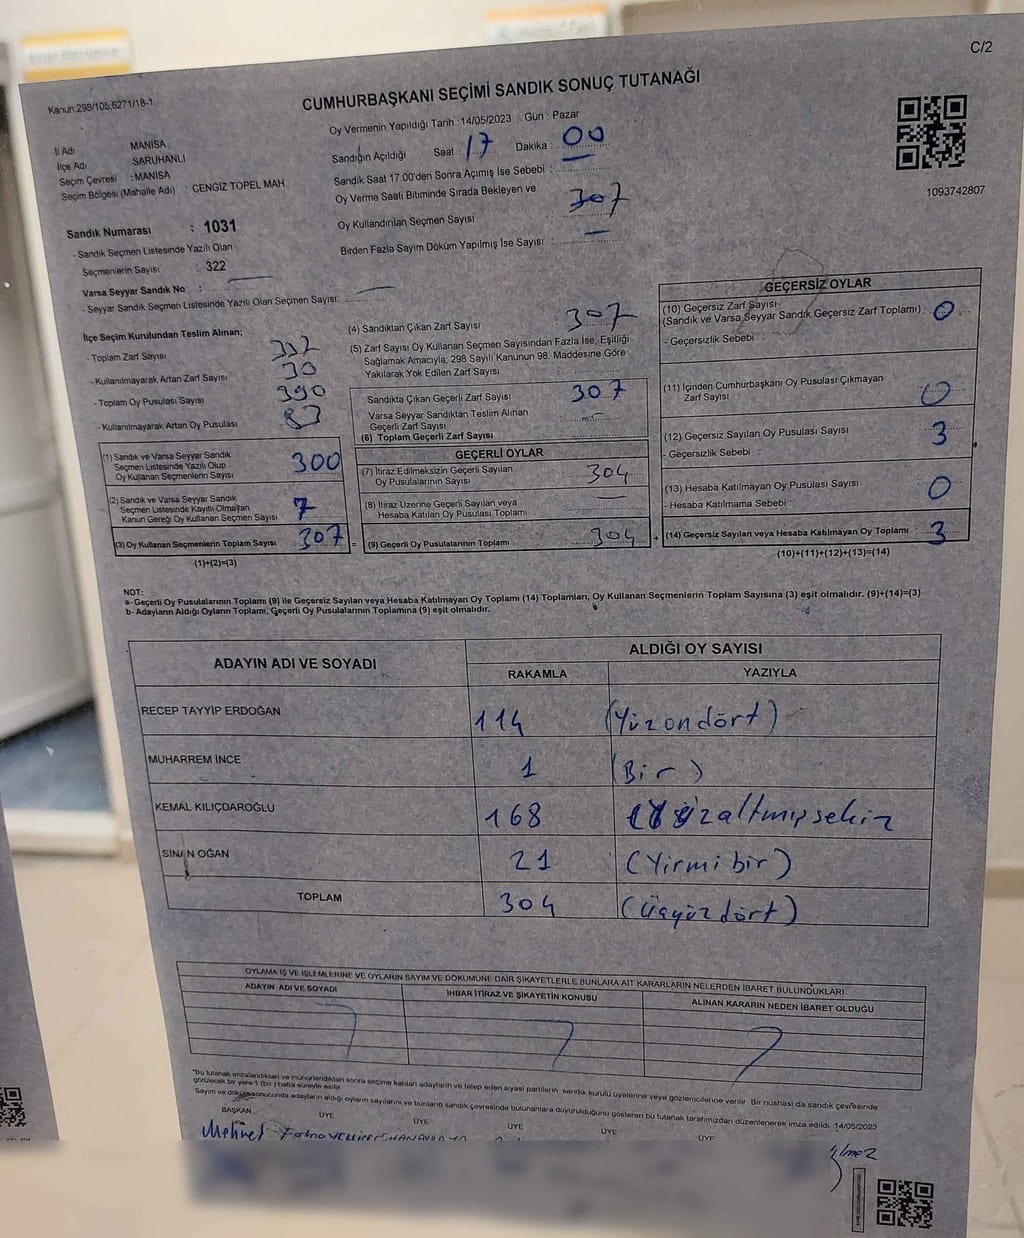 C/2
Kanun:298/105;6271/18-1
CUMHURBAŞKANI SEÇİMİ SANDIK SONUÇ TUTANAĞI
Oy Vermenin Yapıldığı Tarih :14/05/2023 Gün : Pazar
İl Adı MANİSA
İlçe Adı SARUHANLI
Seçim Çevresi :MANİSA
Seçim Bölgesi (Mahalle Adı) : CENGİZ TOPEL MAH
Sandığın Açıldığı Saat : 17 Dakika : 00
Sandık Saat 17.00'den Sonra Açımış İse Sebebi :
Oy Verme Saati Bitiminde Sırada Bekleyen ve
Oy Kullandırılan Seçmen Sayısı 307
Birden Fazla Sayım Döküm Yapılmış İse Sayısı :
1093742807
Sandık Numarası : 1031
- Sandık Seçmen Listesinde Yazılı Olan
Seçmenlerin Sayısı : 322
Varsa Seyyar Sandık No :
- Seyyar Sandık Seçmen Listesinde Yazılı Olan Seçmen Sayısı:
İlçe Seçim Kurulundan Teslim Alınan;
- Toplam Zarf Sayısı
- Kullanılmayarak Artan Zarf Sayısı 30
- Toplam Oy Pusulası Sayısı 390
- Kullanılmayarak Artan Oy Pusulası 83
(1) Sandık ve Varsa Seyyar Sandık
Seçmen Listesinde Yazılı Olup
Oy Kullanan Seçmenlerin Sayısı 300
(2) Sandık ve Varsa Seyyar Sandık
Seçmen Listesinde Kayıtlı Olmayan
Kanun Gereği Oy Kullanan Seçmen Sayısı 7
(3) Oy Kullanan Seçmenlerin Toplam Sayısı 307 =
(1)+(2)=(3)
(4) Sandıktan Çıkan Zarf Sayısı 307
(5) Zarf Sayısı Oy Kullanan Seçmen Sayısından Fazla İse, Eşitliği
Sağlamak Amacıyla, 298 Sayılı Kanunun 98. Maddesine Göre
Yakılarak Yok Edilen Zarf Sayısı
Sandıkta Çıkan Geçerli Zarf Sayısı 307
Varsa Seyyar Sandıktan Teslim Alınan
Geçerli Zarf Sayısı
(6) Toplam Geçerli Zarf Sayısı
GEÇERLİ OYLAR
(7) İtiraz Edilmeksizin Geçerli Sayılan
Oy Pusulalarının Sayısı 304
(8) İtiraz Üzerine Geçerli Sayılan veya
Hesaba Katılan Oy Pusulası Toplamı
(9) Geçerli Oy Pusulalarının Toplamı 304 +
GEÇERSİZ OYLAR
(10) Geçersiz Zarf Sayısı
(Sandık ve Varsa Seyyar Sandık Geçersiz Zarf Toplamı) : 0
- Geçersizlik Sebebi :
(11) İçinden Cumhurbaşkanı Oy Pusulası Çıkmayan
Zarf Sayısı 0
(12) Geçersiz Sayılan Oy Pusulası Sayısı 3
- Geçersizlik Sebebi :
(13) Hesaba Katılmayan Oy Pusulası Sayısı 0
- Hesaba Katılmama Sebebi :
(14) Geçersiz Sayılan veya Hesaba Katılmayan Oy Toplamı : 3
(10)+(11)+(12)+(13)=(14)
NOT:
a- Geçerli Oy Pusulalarının Toplamı (9) ile Geçersiz Sayılan veya Hesaba Katılmayan Oy Toplamı (14) Toplamları, Oy Kullanan Seçmenlerin Toplam Sayısına (3) eşit olmalıdır. (9)+(14)=(3)
b- Adayların Aldığı Oyların Toplamı, Geçerli Oy Pusulalarının Toplamına (9) eşit olmalıdır.
ADAYIN ADI VE SOYADI ALDIĞI OY SAYISI
RAKAMLA YAZIYLA
RECEP TAYYİP ERDOĞAN 114 (Yüzondört)
MUHARREM İNCE 1 (Bir)
KEMAL KILIÇDAROĞLU 168 (Yüzaltmışsekiz
SİNAN OĞAN 21 (Yirmibir)
TOPLAM 304 (Üçyüzdört)
OYLAMA İŞ VE İŞLEMLERİNE VE OYLARIN SAYIM VE DÖKÜMÜNE DAİR ŞİKAYETLERLE BUNLARA AİT KARARLARIN NELERDEN İBARET BULUNDUKLARI
ADAYIN ADI VE SOYADI İHBAR İTİRAZ VE ŞİKAYETİN KONUSU ALINAN KARARIN NEDEN İBARET OLDUĞU
"Bu tutanak imzalandıktan ve mühürlendikten sonra seçime katılan adayların ve talep eden siyasi partilerin sandık kurulu üyelerine veya gözlemcilerine verilir. Bir nüshası da sandık çevresinde
görülecek bir yere 1 (bir) hafta süreyle asılır.
Sayım ve döküm sonucunda adayların aldığı oyların sayılarını ve bunların sandık çevresinde bulunanlara duyurulduğunu gösteren bu tutanak tarafımızdan düzenlenerek imza edildi. 14/05/2023
BAŞKAN ÜYE ÜYE ÜYE ÜYE
Mehmet